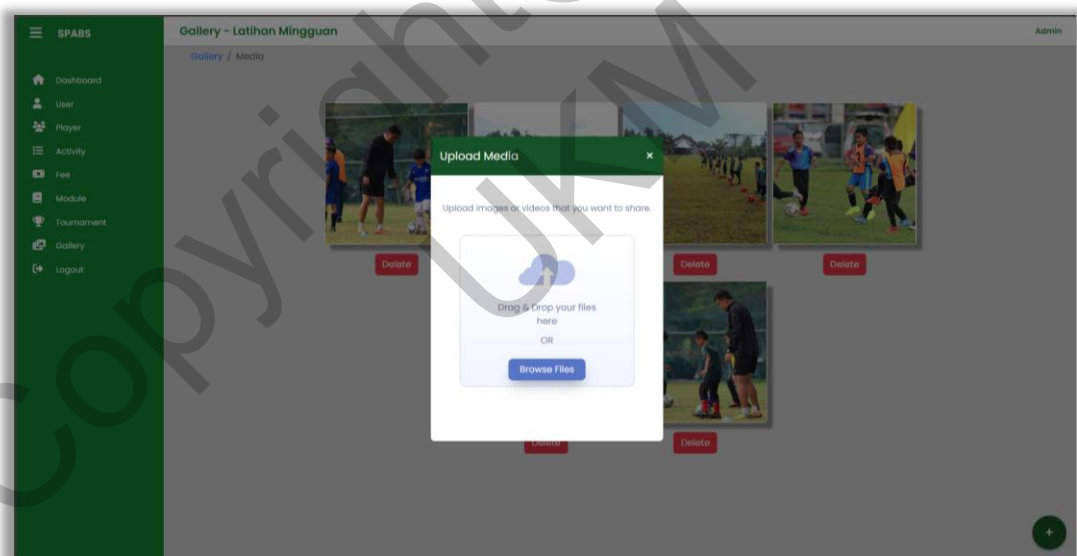 SPABS
Gallery - Latihan Mingguan
Admin
Gallery / Media
Dashboard
User
Player
Activity
Fee
Module
Tournament
Gallery
Logout
Upload Media
×
Upload images or videos that you want to share.
Drag & Drop your files
here
OR
Browse Files
Delete
Delete
Delete
Delete
Delete
+
Copyright
UKM